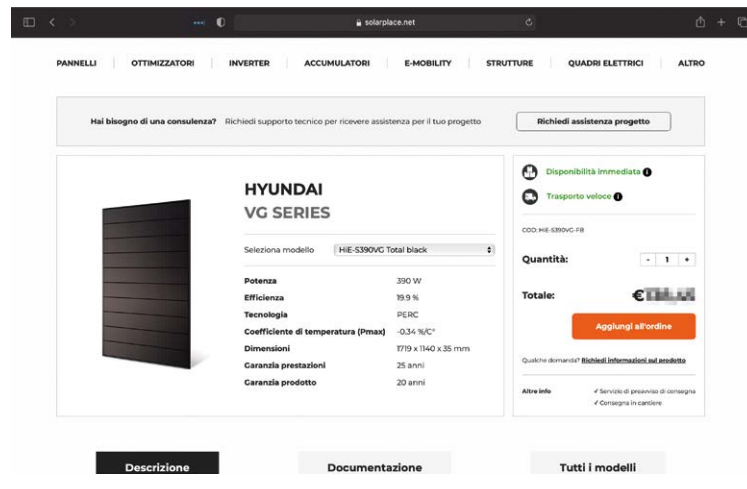 solarplace.net
PANNELLI OTTIMIZZATORI INVERTER ACCUMULATORI E-MOBILITY STRUTTURE QUADRI ELETTRICI ALTRO
Hai bisogno di una consulenza? Richiedi supporto tecnico per ricevere assistenza per il tuo progetto Richiedi assistenza progetto
HYUNDAI
VG SERIES
Seleziona modello HiE-S390VG Total black
Potenza 390 W
Efficienza 19.9 %
Tecnologia PERC
Coefficiente di temperatura (Pmax) -0.34 %/C°
Dimensioni 1719 x 1140 x 35 mm
Garanzia prestazioni 25 anni
Garanzia prodotto 20 anni
Disponibilità immediata
Trasporto veloce
COD: HiE-S390VG-FB
Quantità: - 1 +
Totale: €
Aggiungi all'ordine
Qualche domanda? Richiedi informazioni sul prodotto
Altre info ✓ Servizio di preavviso di consegna
✓ Consegna in cantiere
Descrizione Documentazione Tutti i modelli